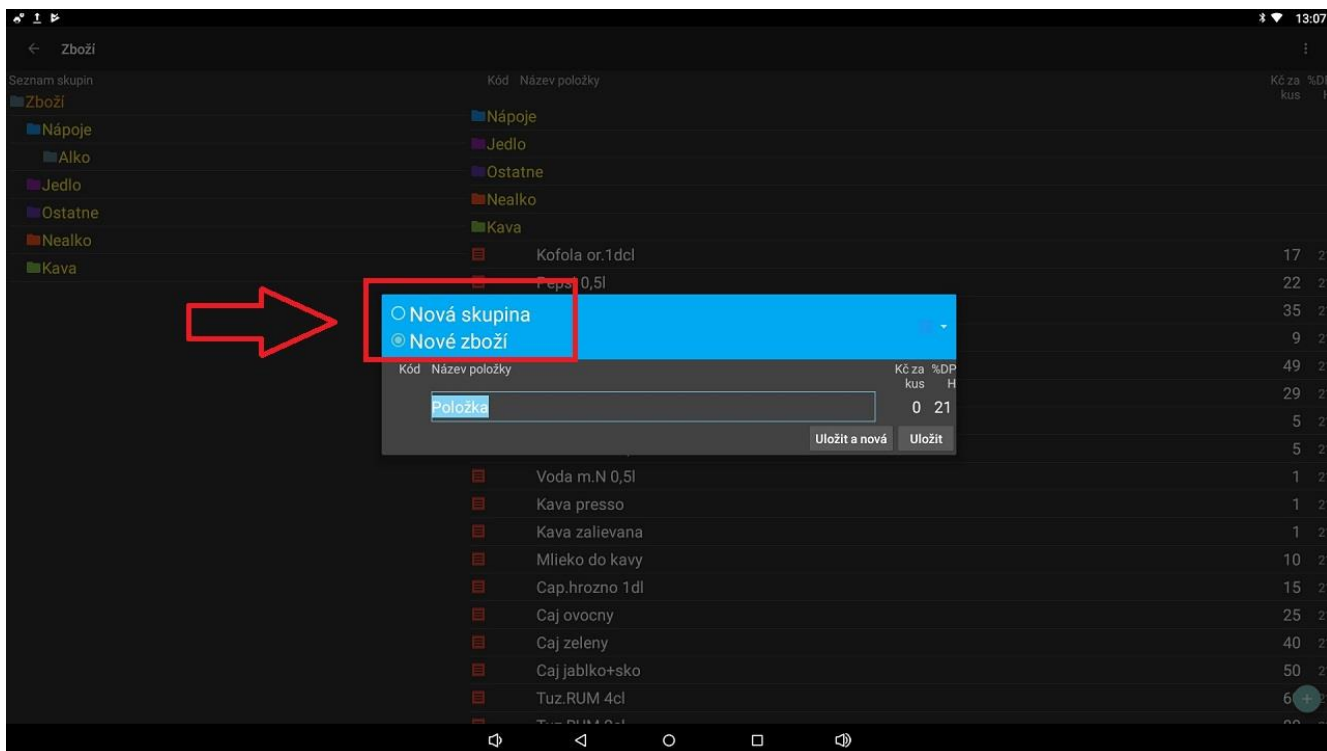 13:07
Zboží
Seznam skupin
Zboží
Nápoje
Alko
Jedlo
Ostatne
Nealko
Kava
Kód Název položky Kč za kus
Nápoje
Jedlo
Ostatne
Nealko
Kava
Kofola or.1dcl 17
0,5l 22
35
9
49
29
5
5
Nová skupina
Nové zboží
Kód Název položky Kč za kus %DPH
Položka 0 21
Uložit a nová Uložit
Voda m.N 0,5l 1
Kava presso 1
Kava zalievana 1
Mlieko do kavy 10
Cap.hrozno 1dl 15
Caj ovocny 25
Caj zeleny 40
Caj jablko+sko 50
Tuz.RUM 4cl